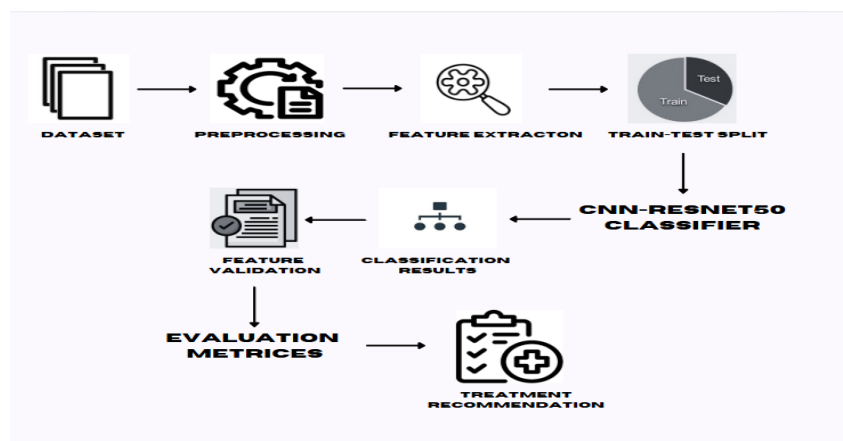 DATASET
PREPROCESSING
FEATURE EXTRACTON
Test
Train
TRAIN-TEST SPLIT
CNN-RESNET50
CLASSIFIER
CLASSIFICATION
RESULTS
FEATURE
VALIDATION
EVALUATION
METRICES
TREATMENT
RECOMMENDATION